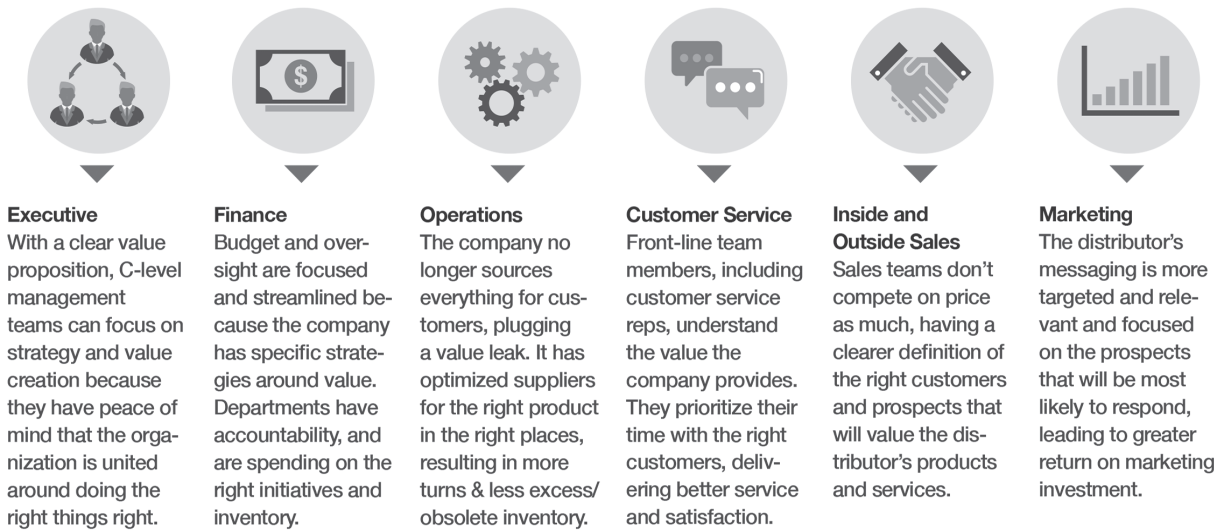 $
Executive
With a clear value
proposition, C-level
management
teams can focus on
strategy and value
creation because
they have peace of
mind that the orga-
nization is united
around doing the
right things right.
Finance
Budget and over-
sight are focused
and streamlined be-
cause the company
has specific strate-
gies around value.
Departments have
accountability, and
are spending on the
right initiatives and
inventory.
Operations
The company no
longer sources
everything for cus-
tomers, plugging
a value leak. It has
optimized suppliers
for the right product
in the right places,
resulting in more
turns & less excess/
obsolete inventory.
Customer Service
Front-line team
members, including
customer service
reps, understand
the value the
company provides.
They prioritize their
time with the right
customers, deliv-
ering better service
and satisfaction.
Inside and
Outside Sales
Sales teams don’t
compete on price
as much, having a
clearer definition of
the right customers
and prospects that
will value the dis-
tributor’s products
and services.
Marketing
The distributor’s
messaging is more
targeted and rele-
vant and focused
on the prospects
that will be most
likely to respond,
leading to greater
return on marketing
investment.